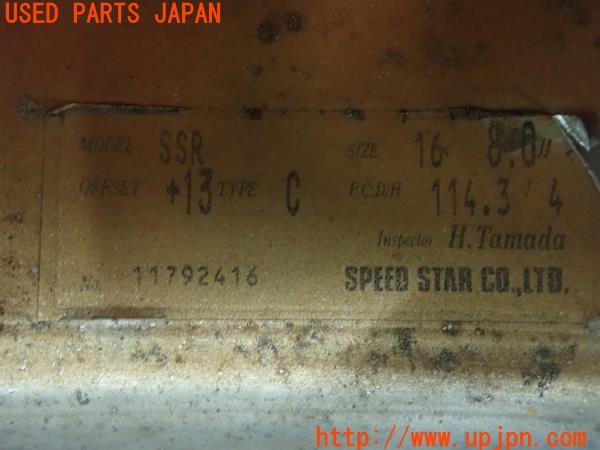 USED PARTS JAPAN
MODEL SSR SIZE 16× 8.0JJ
OFFSET +13 TYPE C P.C.D/H 114.3 / 4
Inspector H.Tamada
No. 11792416 SPEED STAR CO.,LTD.
http://www.upjpn.com/